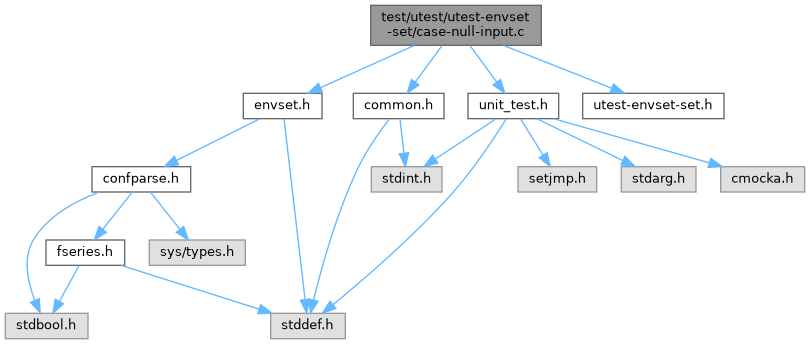 test/utest/utest-envset
-set/case-null-input.c
envset.h
common.h
unit_test.h
utest-envset-set.h
confparse.h
stdint.h
setjmp.h
stdarg.h
cmocka.h
fseries.h
sys/types.h
stdbool.h
stddef.h